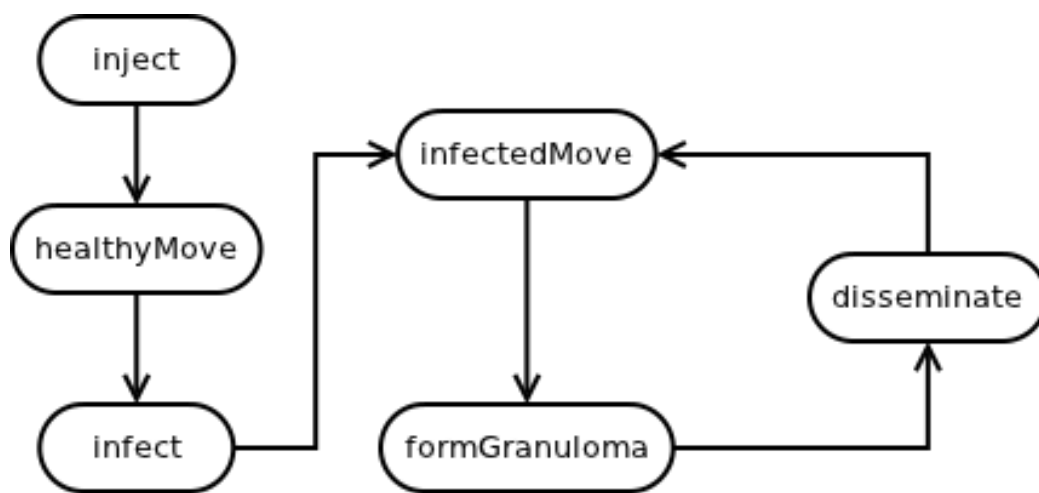 inject
healthyMove
infect
infectedMove
formGranuloma
disseminate